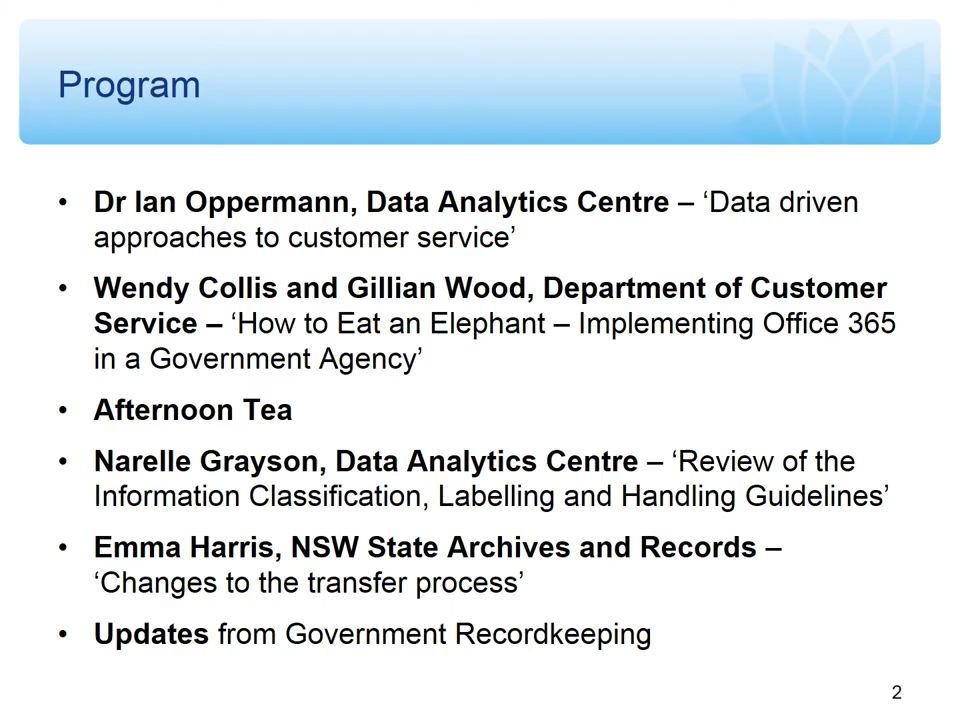 Program
• Dr Ian Oppermann, Data Analytics Centre – ‘Data driven
approaches to customer service’
• Wendy Collis and Gillian Wood, Department of Customer
Service – ‘How to Eat an Elephant – Implementing Office 365
in a Government Agency’
• Afternoon Tea
• Narelle Grayson, Data Analytics Centre – ‘Review of the
Information Classification, Labelling and Handling Guidelines’
• Emma Harris, NSW State Archives and Records –
‘Changes to the transfer process’
• Updates from Government Recordkeeping
2